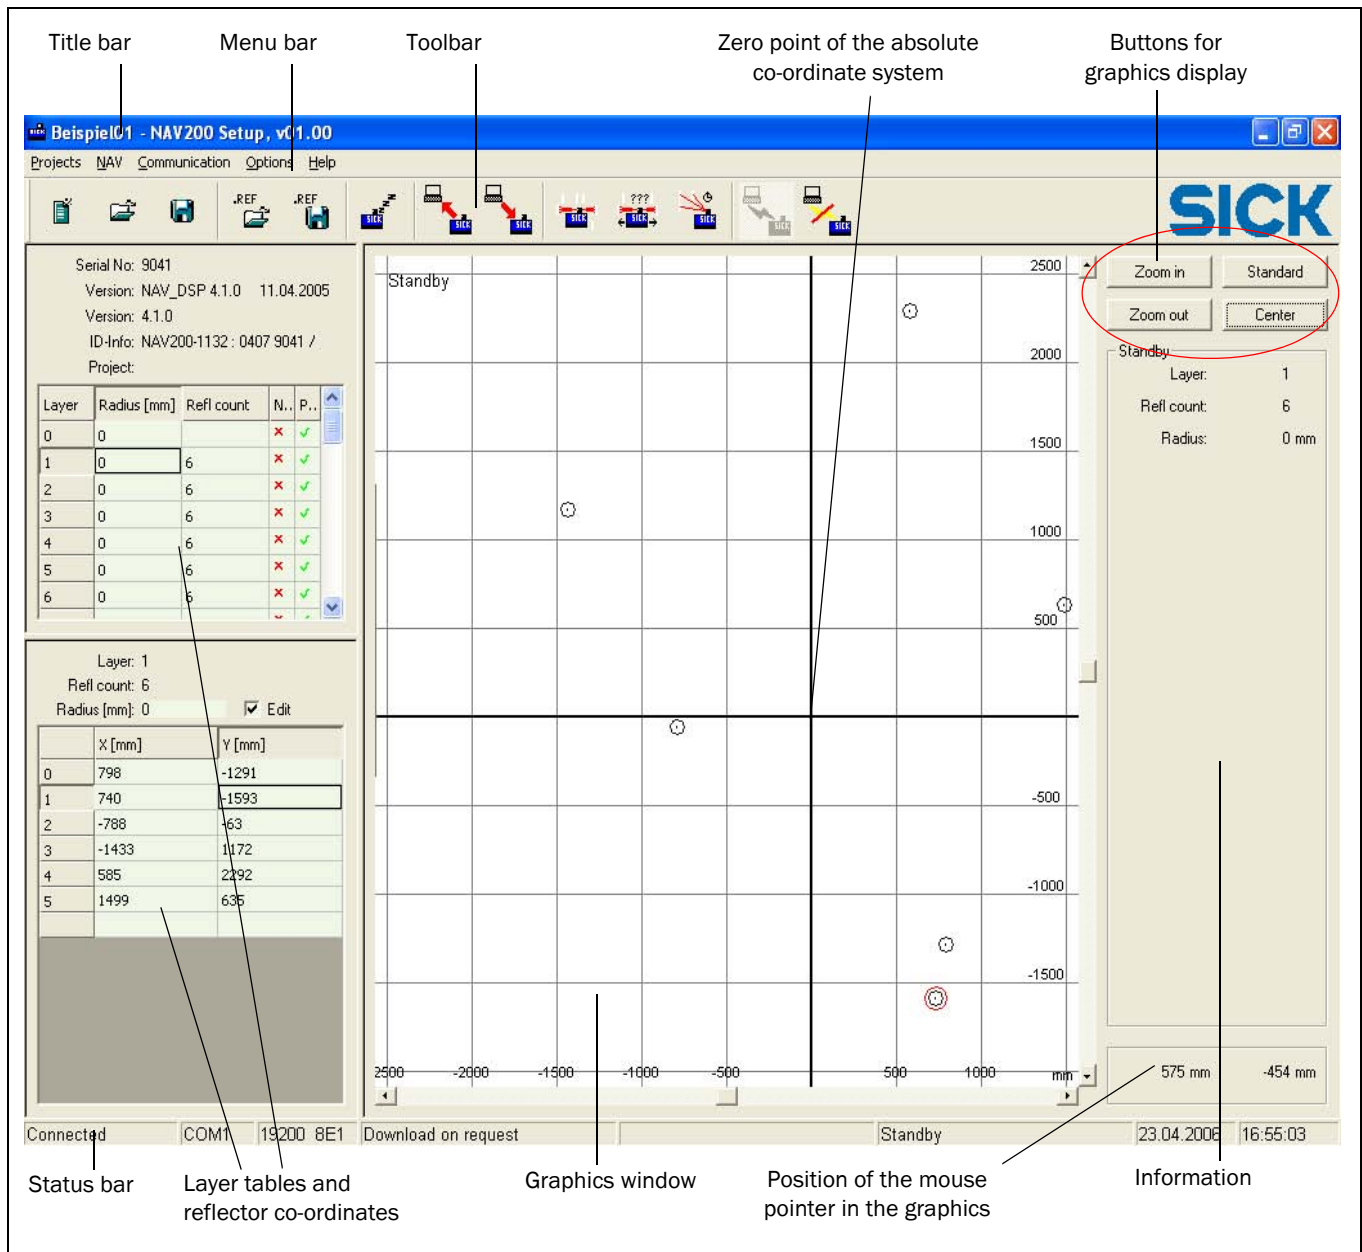 Title bar
Menu bar
Toolbar
Zero point of the absolute
co-ordinate system
Buttons for
graphics display
Beispiel01 - NAV200 Setup, v01.00
Projects NAV Communication Options Help
.REF .REF ???
SICK
Serial No: 9041
Version: NAV_DSP 4.1.0 11.04.2005
Version: 4.1.0
ID-Info: NAV200-1132 : 0407 9041 /
Project:
Layer Radius [mm] Refl count N.. P..
0 0
1 0 6
2 0 6
3 0 6
4 0 6
5 0 6
6 0 6
Layer: 1
Refl count: 6
Radius [mm]: 0 Edit
X [mm] Y [mm]
0 798 -1291
1 740 -1593
2 -788 -63
3 -1433 1172
4 585 2292
5 1499 635
Standby
2500
2000
1500
1000
500
-500
-1000
-1500
2500 -2000 -1500 -1000 -500 500 1000 mm
Zoom in Standard
Zoom out Center
Standby
Layer: 1
Refl count: 6
Radius: 0 mm
575 mm -454 mm
Connected COM1 19200 8E1 Download on request Standby 23.04.2006 16:55:03
Status bar
Layer tables and
reflector co-ordinates
Graphics window
Position of the mouse
pointer in the graphics
Information